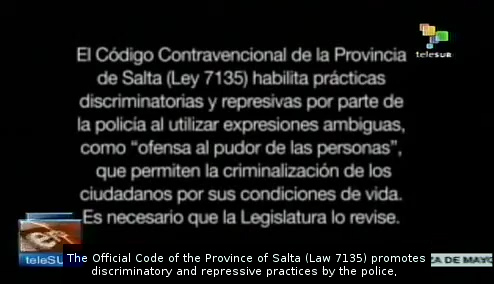 El Código Contravencional de la Provincia
de Salta (Ley 7135) habilita prácticas
discriminatorias y represivas por parte de
la policía al utilizar expresiones ambiguas,
como “ofensa al pudor de las personas”,
que permiten la criminalización de los
ciudadanos por sus condiciones de vida.
Es necesario que la Legislatura lo revise.
teleSUR
The Official Code of the Province of Salta (Law 7135) promotes
discriminatory and repressive practices by the police,
teleSU
ZA DE MAYO